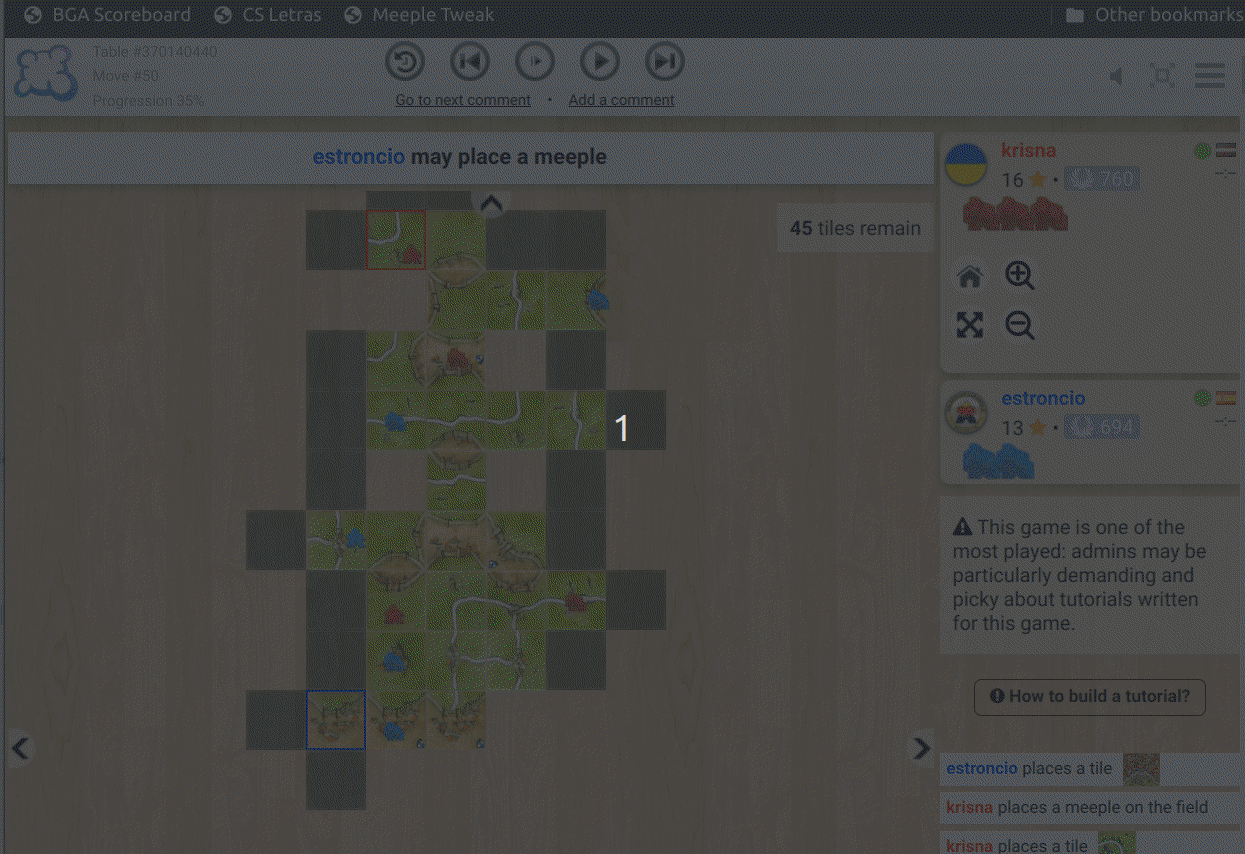 BGA Scoreboard CS Letras Meeple Tweak Other bookmarks
Table #370140440
Move #50
Progression 35%
Go to next comment • Add a comment
estroncio may place a meeple
45 tiles remain
krisna
16 • 760
estroncio
13 • 694
1
This game is one of the
most played: admins may be
particularly demanding and
picky about tutorials written
for this game.
How to build a tutorial?
estroncio places a tile
krisna places a meeple on the field
krisna places a tile